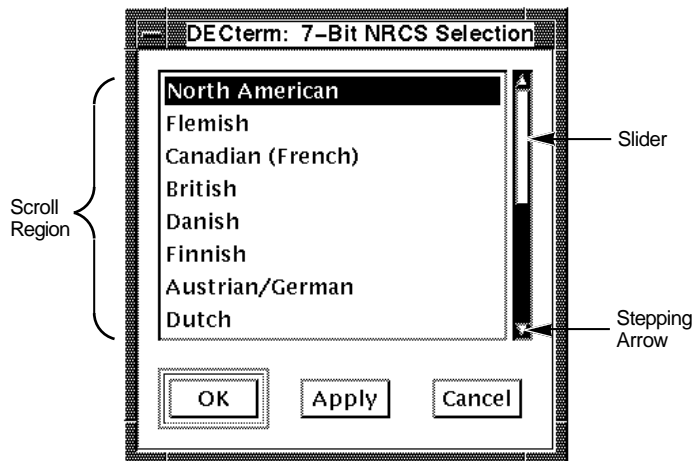 DECterm: 7-Bit NRCS Selection
North American
Flemish
Canadian (French)
British
Danish
Finnish
Austrian/German
Dutch
Scroll
Region
Slider
Stepping
Arrow
OK
Apply
Cancel